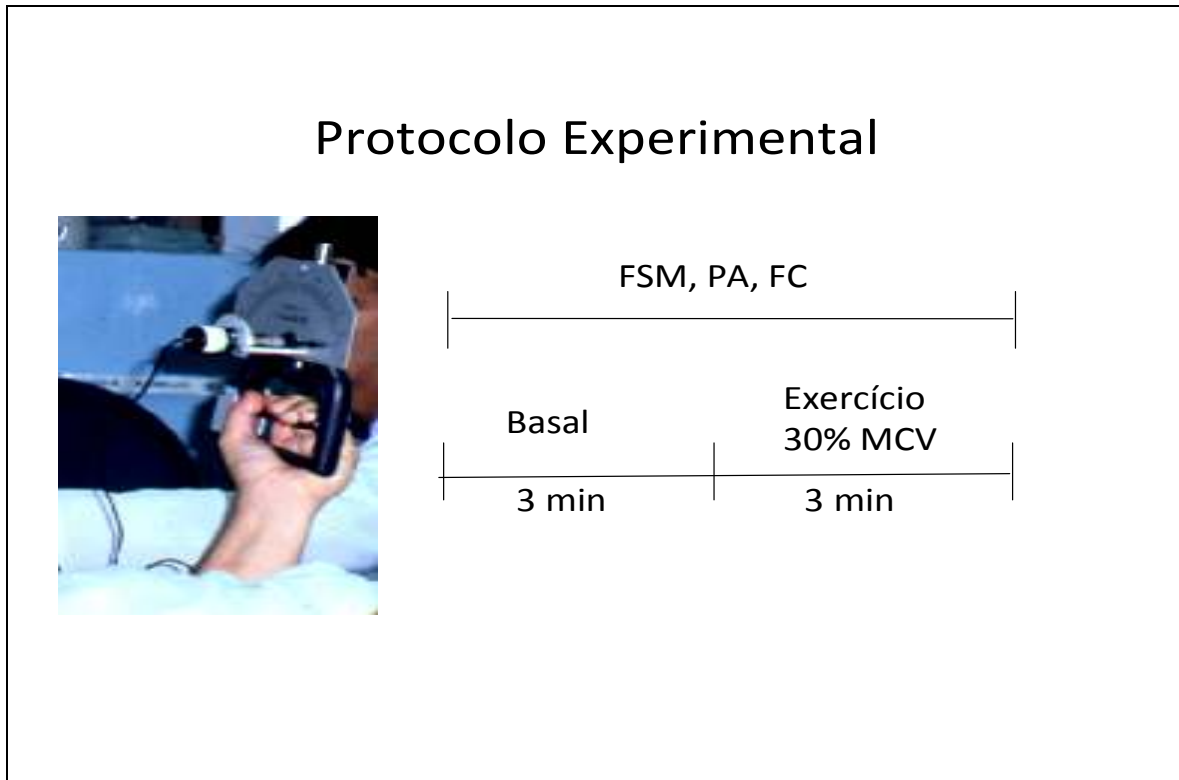 Protocolo Experimental
FSM, PA, FC
Basal
Exercício
30% MCV
3 min
3 min